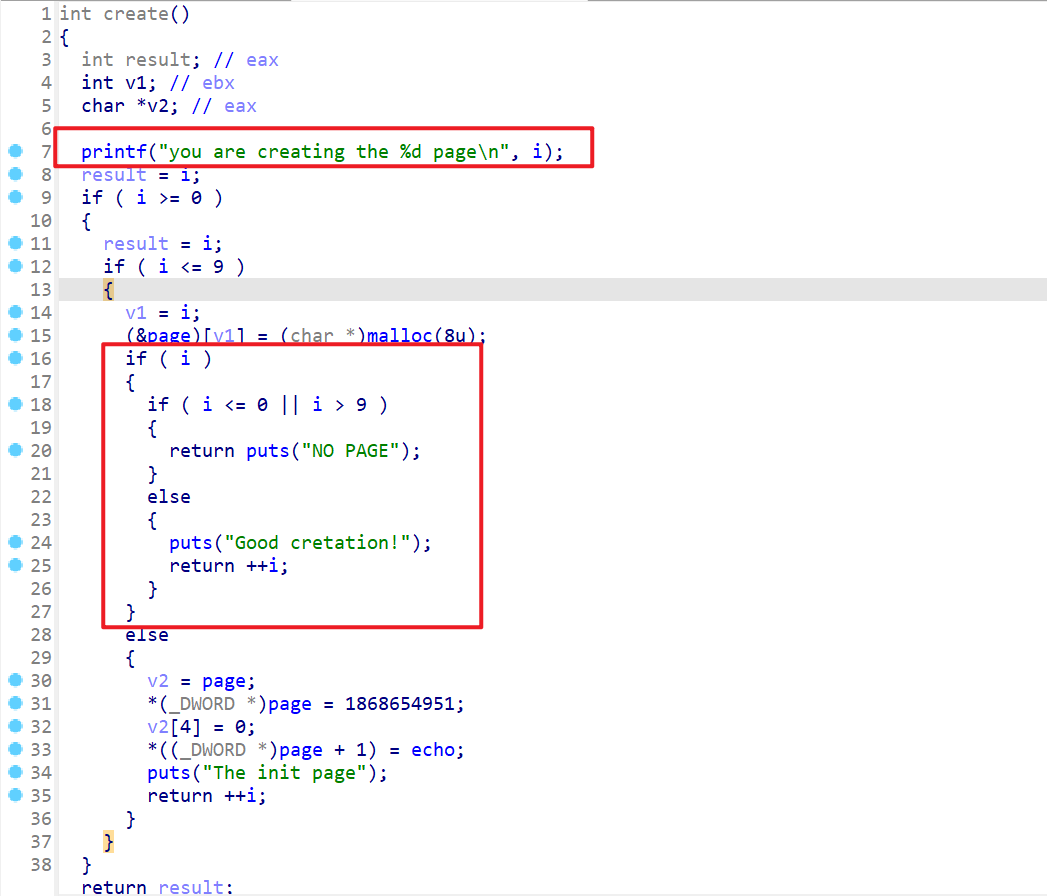 1 int create()
2 {
3 int result; // eax
4 int v1; // ebx
5 char *v2; // eax
6
7 printf("you are creating the %d page\n", i);
8 result = i;
9 if ( i >= 0 )
10 {
11 result = i;
12 if ( i <= 9 )
13 {
14 v1 = i;
15 (&page)[v1] = (char *)malloc(8u);
16 if ( i )
17 {
18 if ( i <= 0 || i > 9 )
19 {
20 return puts("NO PAGE");
21 }
22 else
23 {
24 puts("Good cretation!");
25 return ++i;
26 }
27 }
28 else
29 {
30 v2 = page;
31 *(_DWORD *)page = 1868654951;
32 v2[4] = 0;
33 *((_DWORD *)page + 1) = echo;
34 puts("The init page");
35 return ++i;
36 }
37 }
38 }
return result;